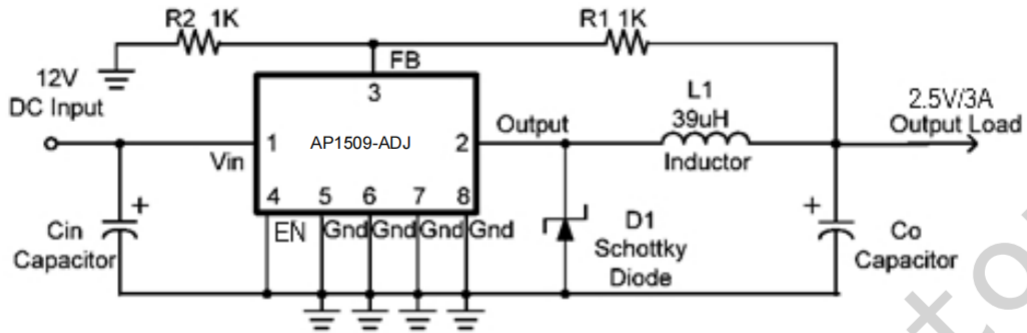 R2 1K
R1 1K
FB
12V
DC Input
3
L1
39uH
2.5V/3A
Output Load
1
AP1509-ADJ
2
Output
Inductor
Vin
4
5
6
7
8
+
Cin
Capacitor
EN
Gnd
Gnd
Gnd
Gnd
D1
Schottky
Diode
+
Co
Capacitor